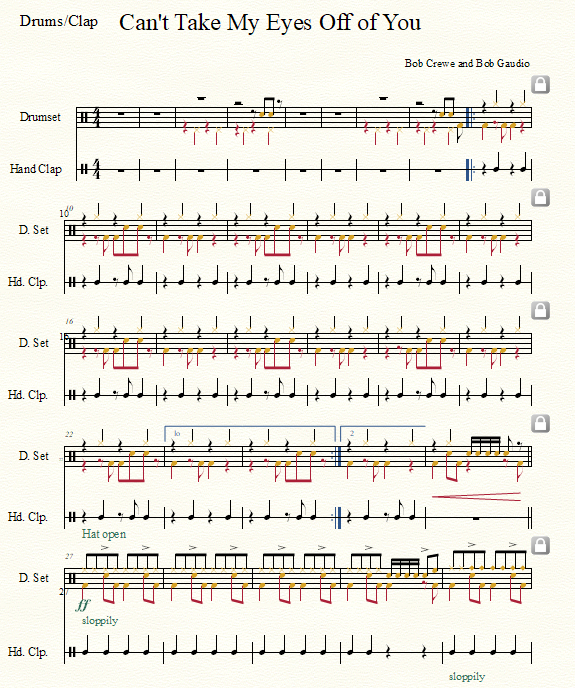 Drums/Clap Can't Take My Eyes Off of You
Bob Crewe and Bob Gaudio
Drumset
Hand Clap
10
D. Set
Hd. Clp.
16
D. Set
Hd. Clp.
22
2
D. Set
Hd. Clp.
Hat open
27
D. Set
27
ff
sloppily
Hd. Clp.
sloppily